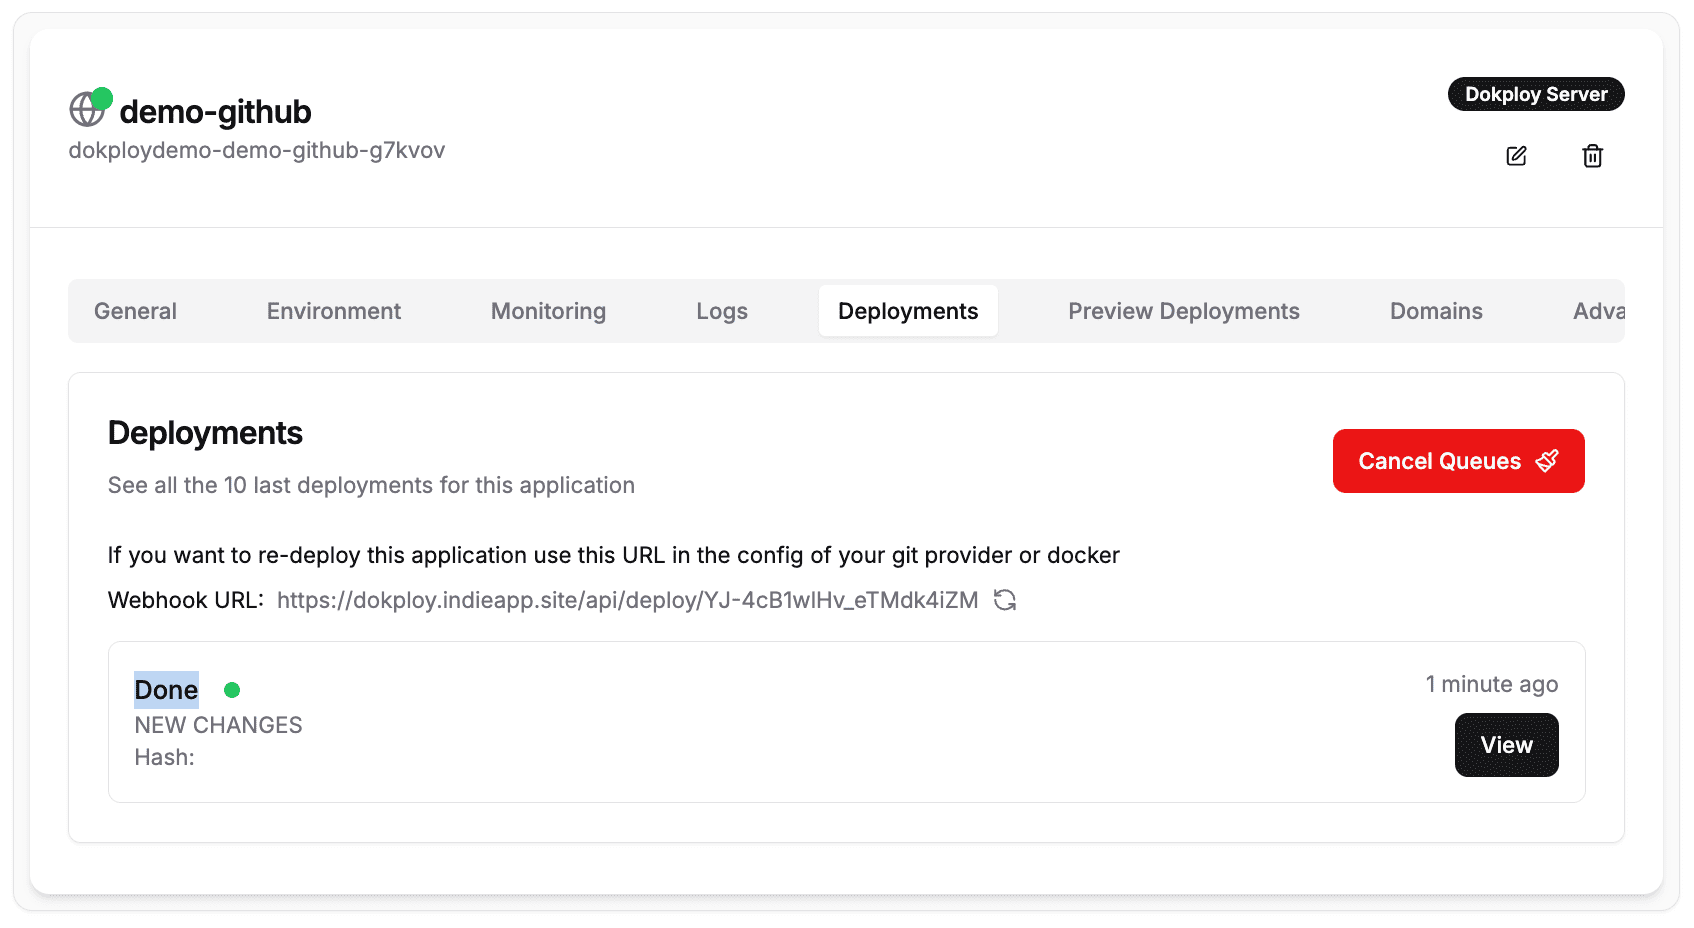 demo-github
dokploydemo-demo-github-g7kvov
Dokploy Server
General Environment Monitoring Logs Deployments Preview Deployments Domains Adva
Deployments
See all the 10 last deployments for this application
Cancel Queues
If you want to re-deploy this application use this URL in the config of your git provider or docker
Webhook URL: https://dokploy.indieapp.site/api/deploy/YJ-4cB1wlHv_eTMdk4iZM
Done
NEW CHANGES
Hash:
1 minute ago
View